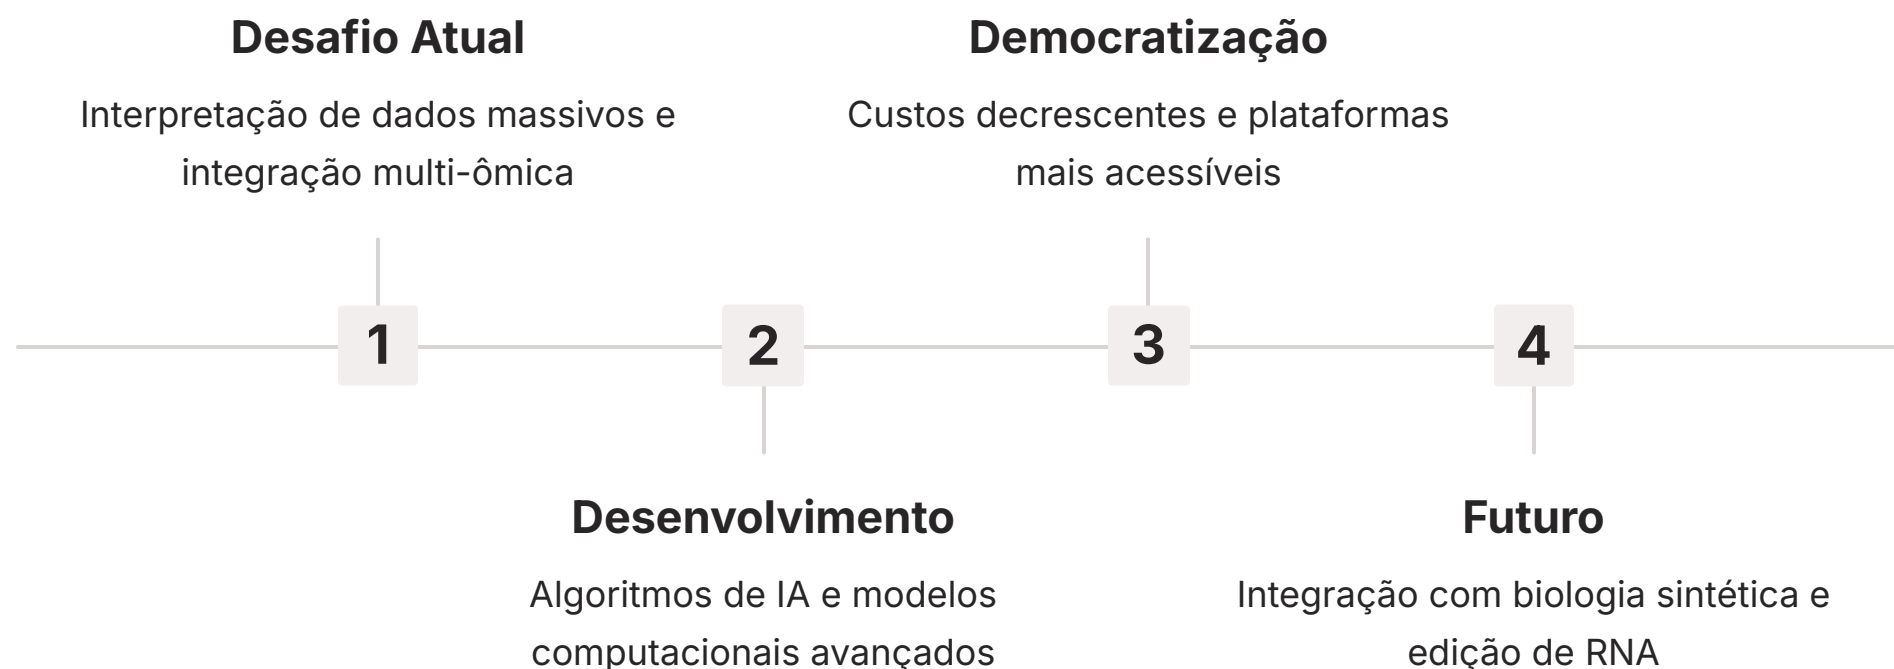 Desafio Atual
Interpretação de dados massivos e
integração multi-ômica
Democratização
Custos decrescentes e plataformas
mais acessíveis
1
2
3
4
Desenvolvimento
Algoritmos de IA e modelos
computacionais avançados
Futuro
Integração com biologia sintética e
edição de RNA